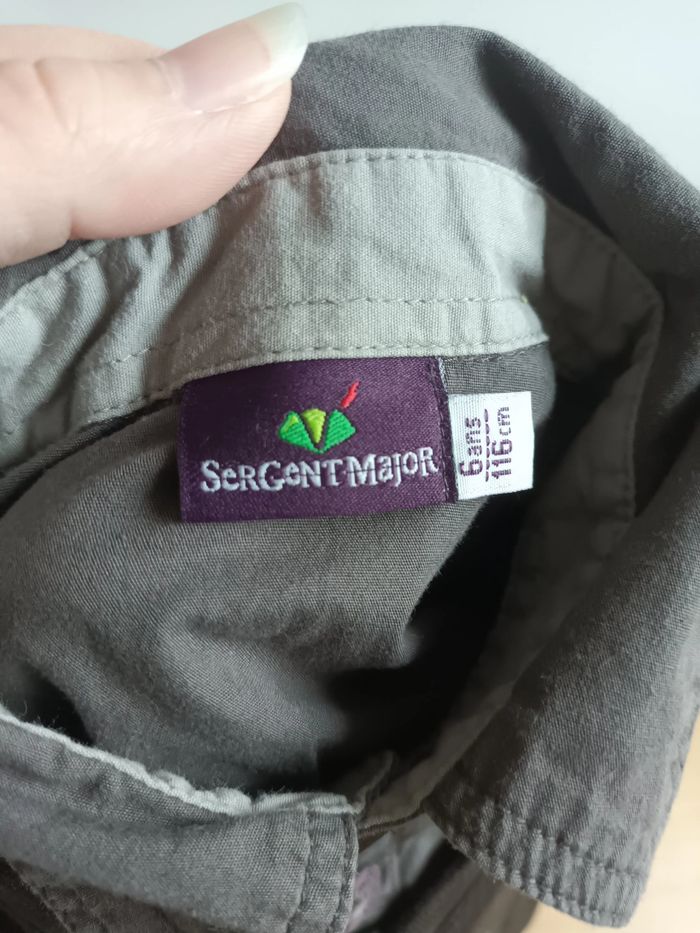 SeRGeNT MajoR
6ans
116cm